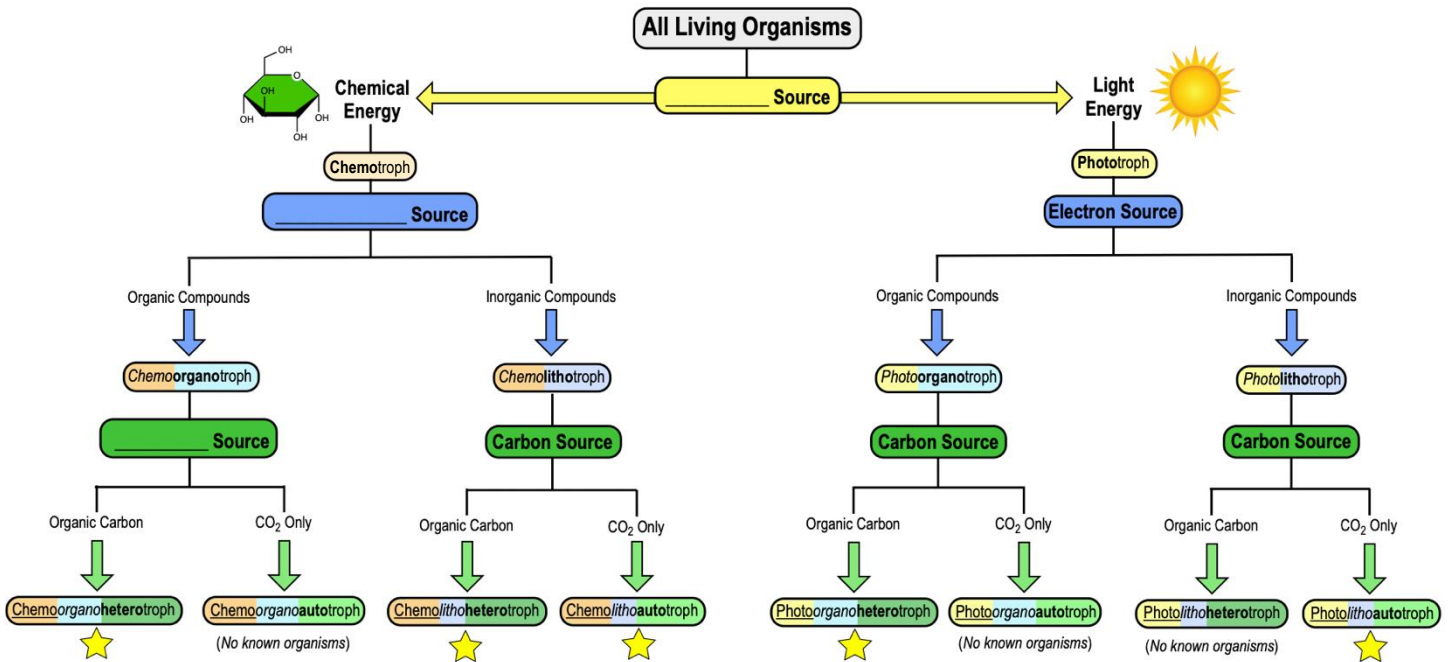 All Living Organisms
____________ Source
Chemical
Energy
Light
Energy
OH
O
OH
OH
OH
OH
Chemotroph
Phototroph
______________ Source
Electron Source
Organic Compounds
Inorganic Compounds
Organic Compounds
Inorganic Compounds
Chemoorganotroph
Chemolithotroph
Photoorganotroph
Photolithotroph
__________ Source
Carbon Source
Carbon Source
Carbon Source
Organic Carbon
CO2 Only
Organic Carbon
CO2 Only
Organic Carbon
CO2 Only
Organic Carbon
CO2 Only
Chemoorganoheterotroph
Chemoorganoautotroph
Chemolithoheterotroph
Chemolithoautotroph
Photoorganoheterotroph
Photoorganoautotroph
Photolithoheterotroph
Photolithoautotroph
(No known organisms)
(No known organisms)
(No known organisms)